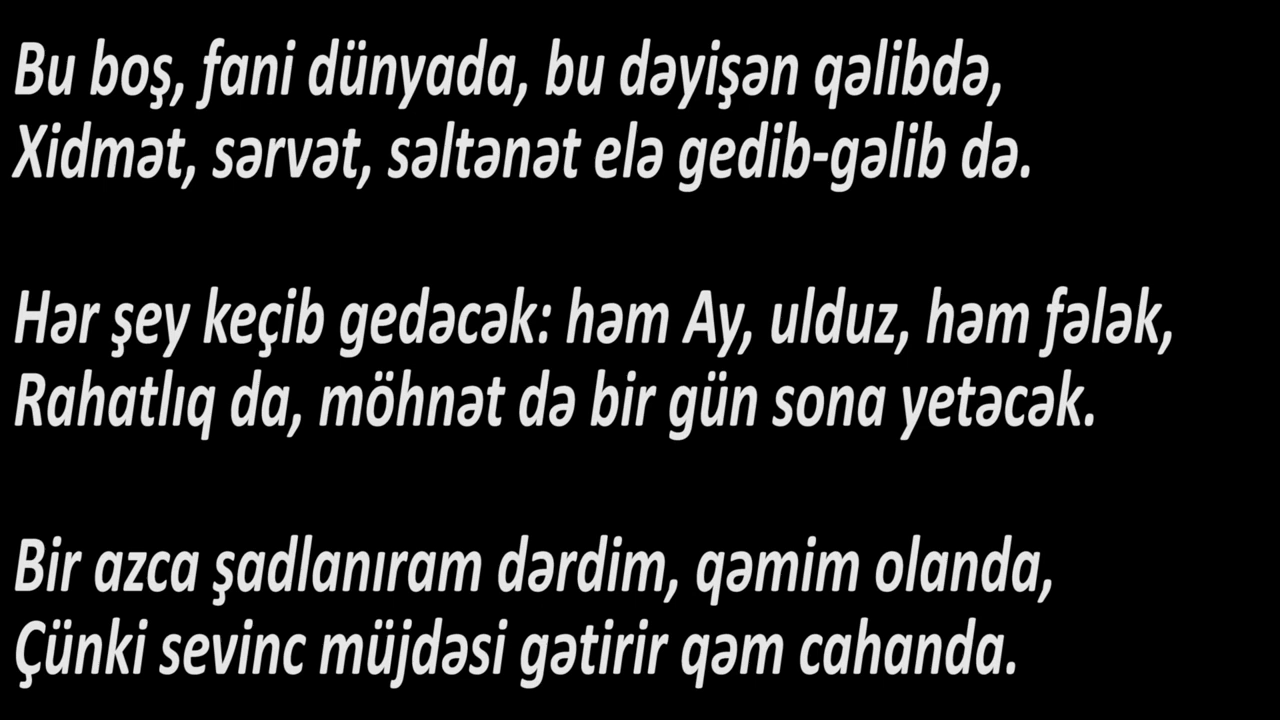 Bu boş, fani dünyada, bu dəyişən qəlibdə,
Xidmət, sərvət, səltənət elə gedib-gəlib də.
Hər şey keçib gedəcək: həm Ay, ulduz, həm fələk,
Rahatlıq da, möhnət də bir gün sona yetəcək.
Bir azca şadlanıram dərdim, qəmim olanda,
Çünki sevinc müjdəsi gətirir qəm cahanda.